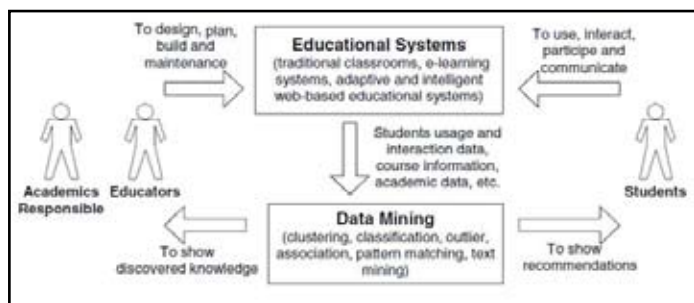 To design, plan,
build and
maintenance
Educational Systems
(traditional classrooms, e-learning
systems, adaptive and intelligent
web-based educational systems)
To use, interact,
participe and
communicate
Students usage and
interaction data,
course information,
academic data, etc.
Academics
Responsible
Educators
Students
Data Mining
(clustering, classification, outlier,
association, pattern matching, text
mining)
To show
discovered knowledge
To show
recommendations